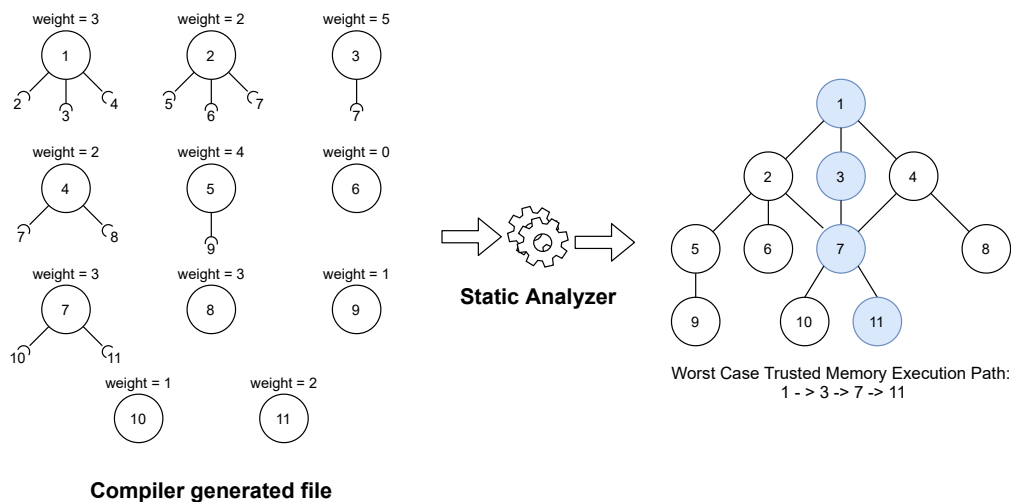 weight = 3
weight = 2
weight = 5
1
2
3
2
3
4
5
6
7
7
weight = 2
weight = 4
weight = 0
4
5
6
7
8
9
weight = 3
weight = 3
weight = 1
7
8
9
10
11
weight = 1
weight = 2
10
11
Compiler generated file
Static Analyzer
1
2
3
4
5
6
7
8
9
10
11
Worst Case Trusted Memory Execution Path:
1 - > 3 -> 7 -> 11